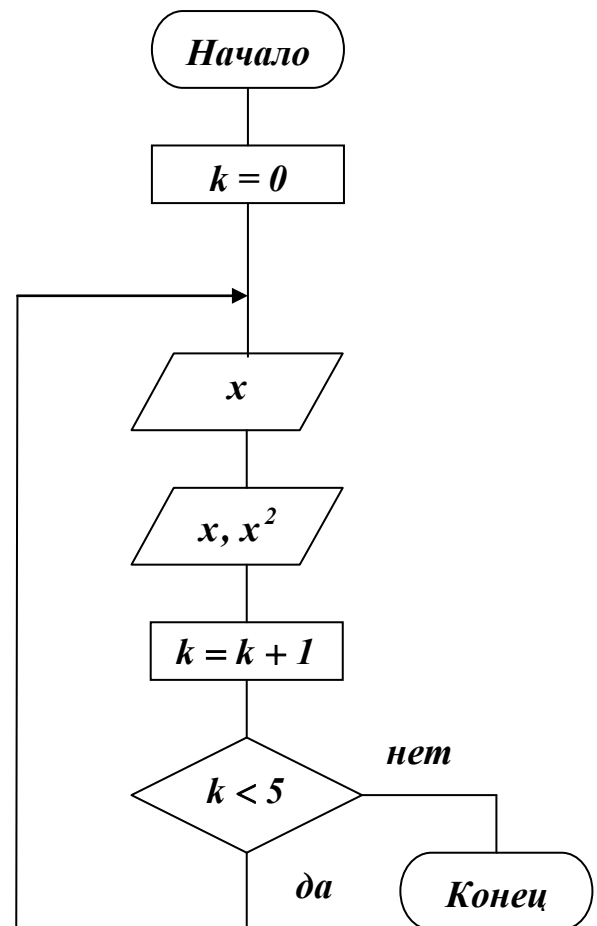 Начало
k = 0
x
x, x²
k = k + 1
k < 5
нет
да
Конец